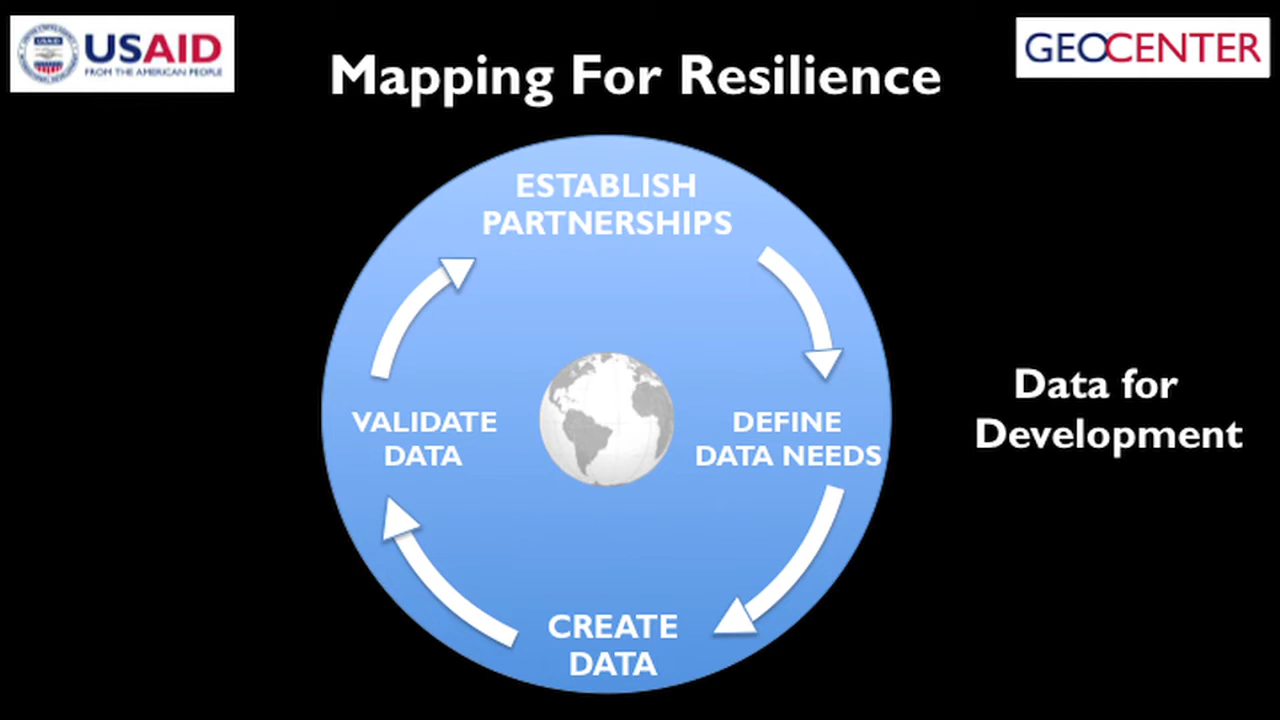 USAID
FROM THE AMERICAN PEOPLE
Mapping For Resilience
GEOCENTER
ESTABLISH
PARTNERSHIPS
DEFINE
DATA NEEDS
CREATE
DATA
VALIDATE
DATA
Data for
Development